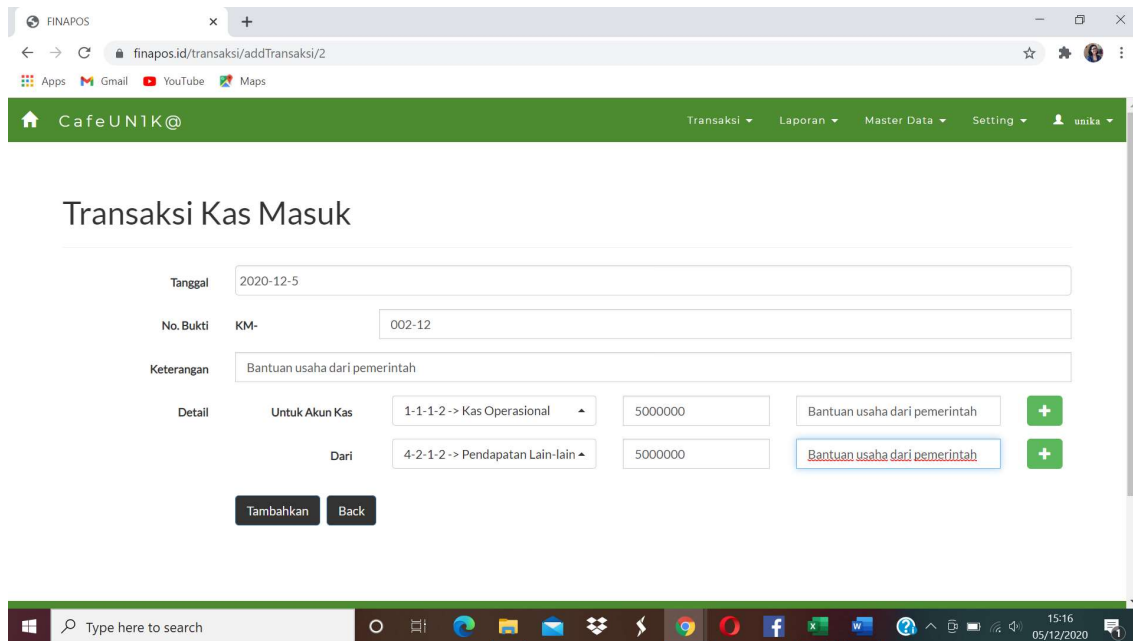 FINAPOS
finapos.id/transaksi/addTransaksi/2
Apps Gmail YouTube Maps
CafeUN1K@ Transaksi Laporan Master Data Setting unika
Transaksi Kas Masuk
Tanggal 2020-12-5
No. Bukti KM- 002-12
Keterangan Bantuan usaha dari pemerintah
Detail Untuk Akun Kas 1-1-1-2 -> Kas Operasional 5000000 Bantuan usaha dari pemerintah +
Dari 4-2-1-2 -> Pendapatan Lain-lain 5000000 Bantuan usaha dari pemerintah +
Tambahkan Back
Type here to search 15:16
05/12/2020